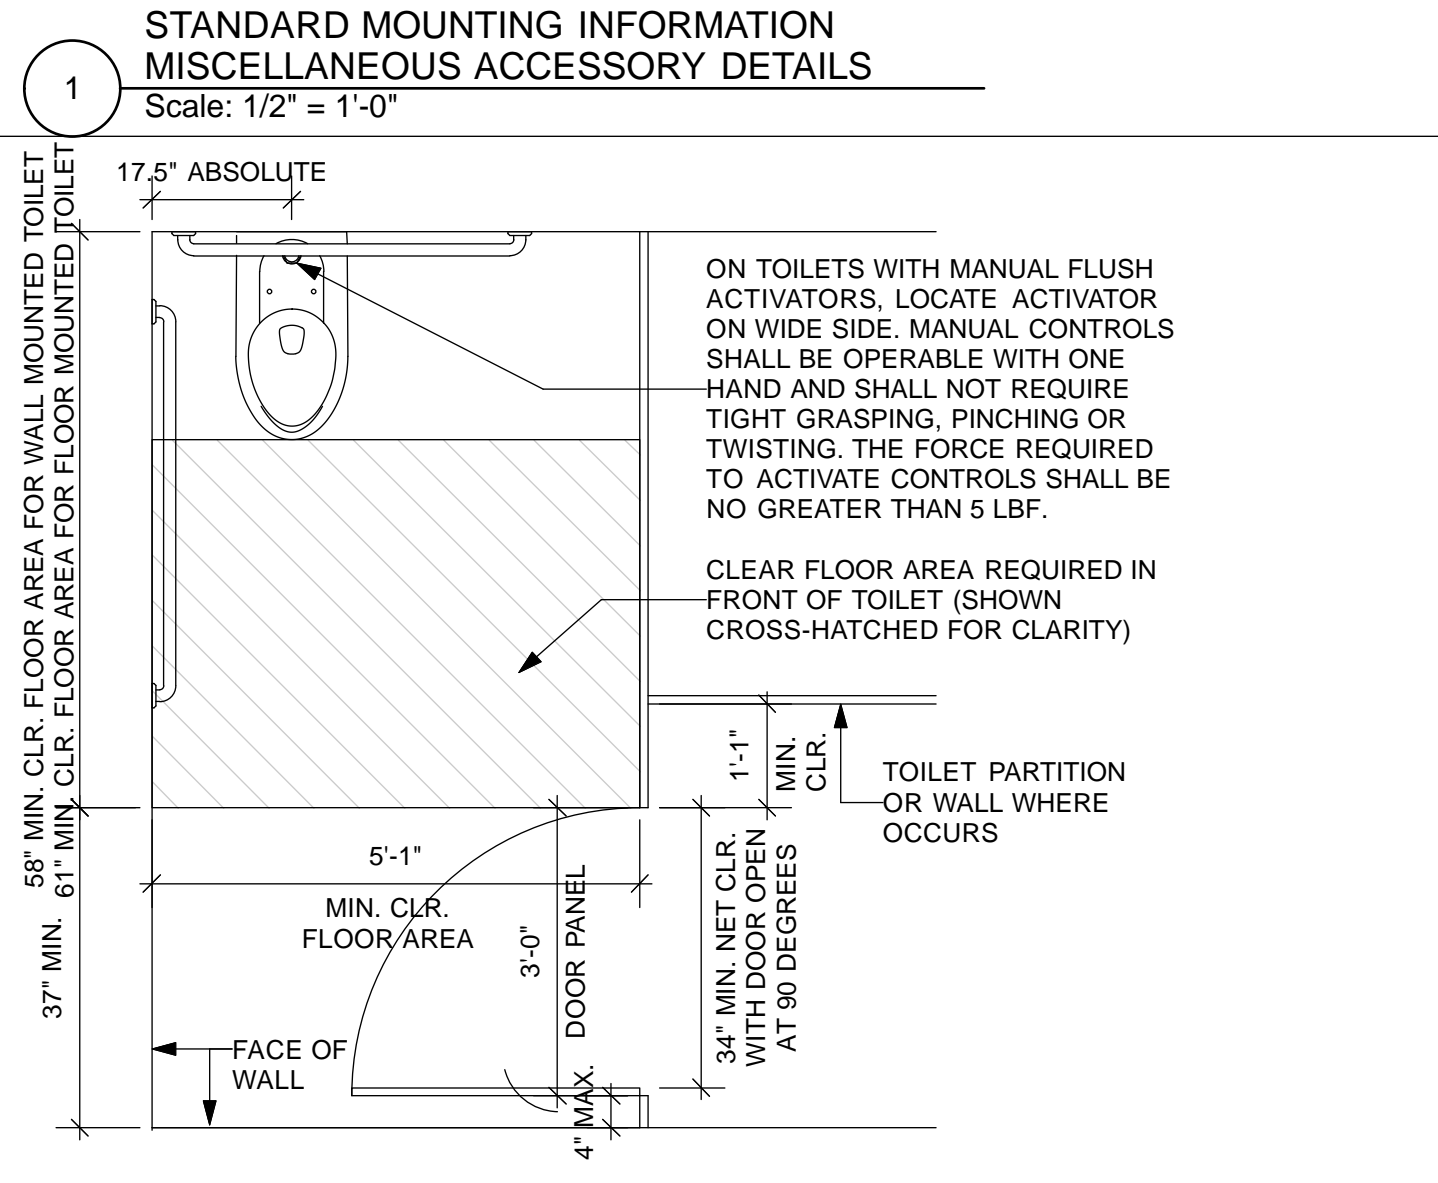 STANDARD MOUNTING INFORMATION
MISCELLANEOUS ACCESSORY DETAILS
1
Scale: 1/2" = 1'-0"
17.5" ABSOLUTE
58" MIN. CLR. FLOOR AREA FOR WALL MOUNTED TOILET
61" MIN. CLR. FLOOR AREA FOR FLOOR MOUNTED TOILET
ON TOILETS WITH MANUAL FLUSH
ACTIVATORS, LOCATE ACTIVATOR
ON WIDE SIDE. MANUAL CONTROLS
SHALL BE OPERABLE WITH ONE
HAND AND SHALL NOT REQUIRE
TIGHT GRASPING, PINCHING OR
TWISTING. THE FORCE REQUIRED
TO ACTIVATE CONTROLS SHALL BE
NO GREATER THAN 5 LBF.
CLEAR FLOOR AREA REQUIRED IN
FRONT OF TOILET (SHOWN
CROSS-HATCHED FOR CLARITY)
1'-1"
MIN.
CLR.
TOILET PARTITION
OR WALL WHERE
OCCURS
5'-1"
MIN. CLR.
FLOOR AREA
37" MIN.
3'-0"
DOOR PANEL
34" MIN. NET CLR.
WITH DOOR OPEN
AT 90 DEGREES
FACE OF
WALL
4" MAX.